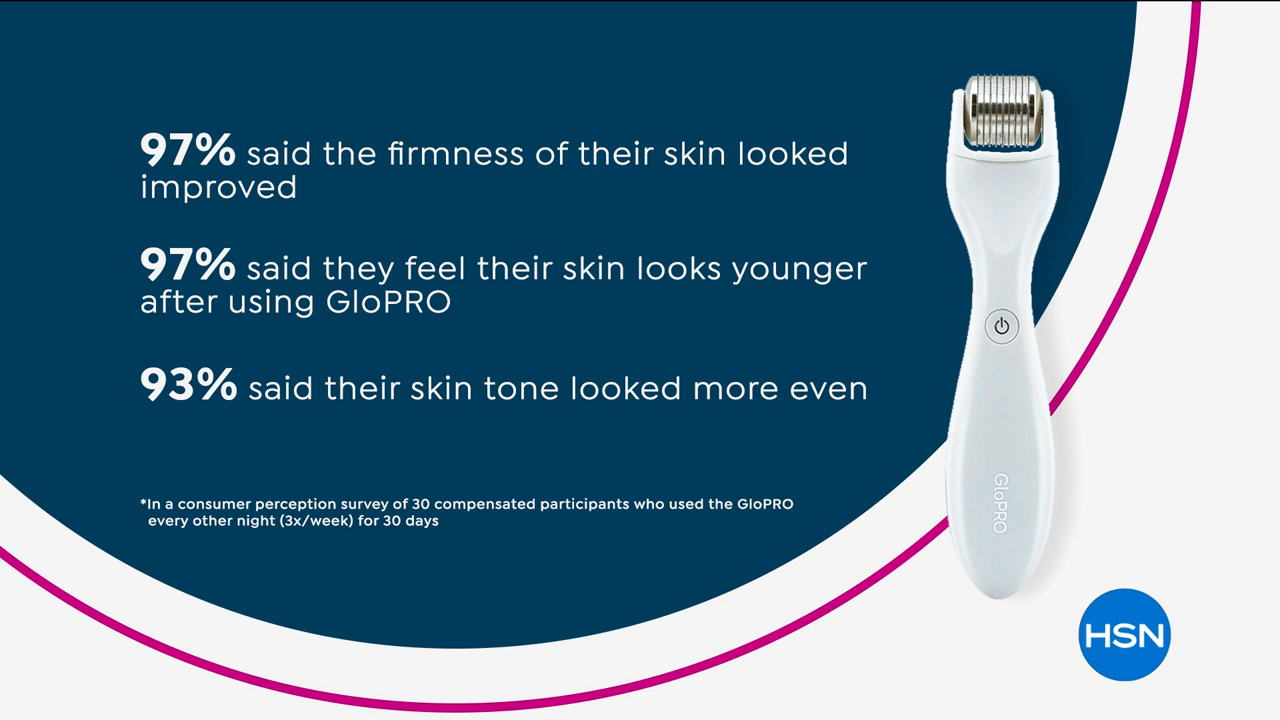 97% said the firmness of their skin looked
improved
97% said they feel their skin looks younger
after using GloPRO
93% said their skin tone looked more even
*In a consumer perception survey of 30 compensated participants who used the GloPRO
every other night (3x/week) for 30 days
GloPRO
HSN